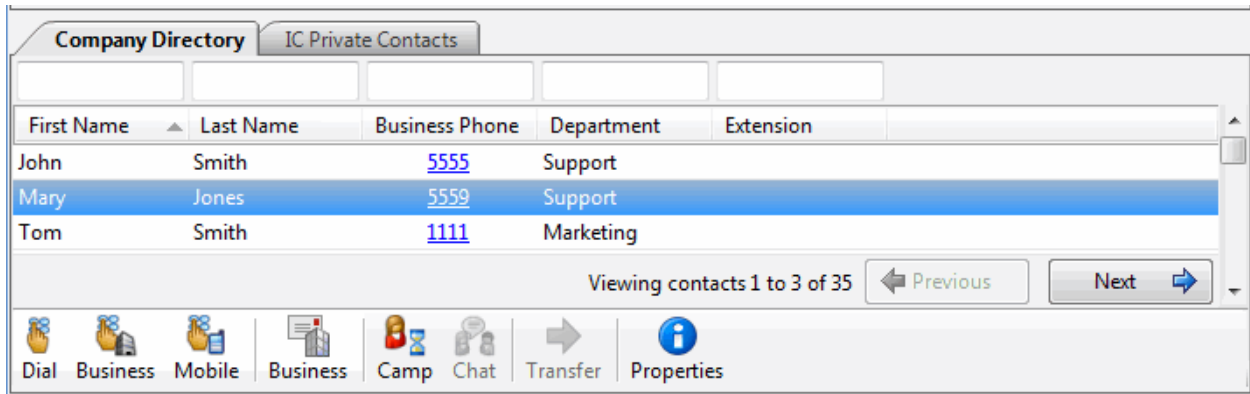 Company Directory IC Private Contacts
First Name Last Name Business Phone Department Extension
John Smith 5555 Support
Mary Jones 5559 Support
Tom Smith 1111 Marketing
Viewing contacts 1 to 3 of 35 Previous Next
Dial Business Mobile Business Camp Chat Transfer Properties